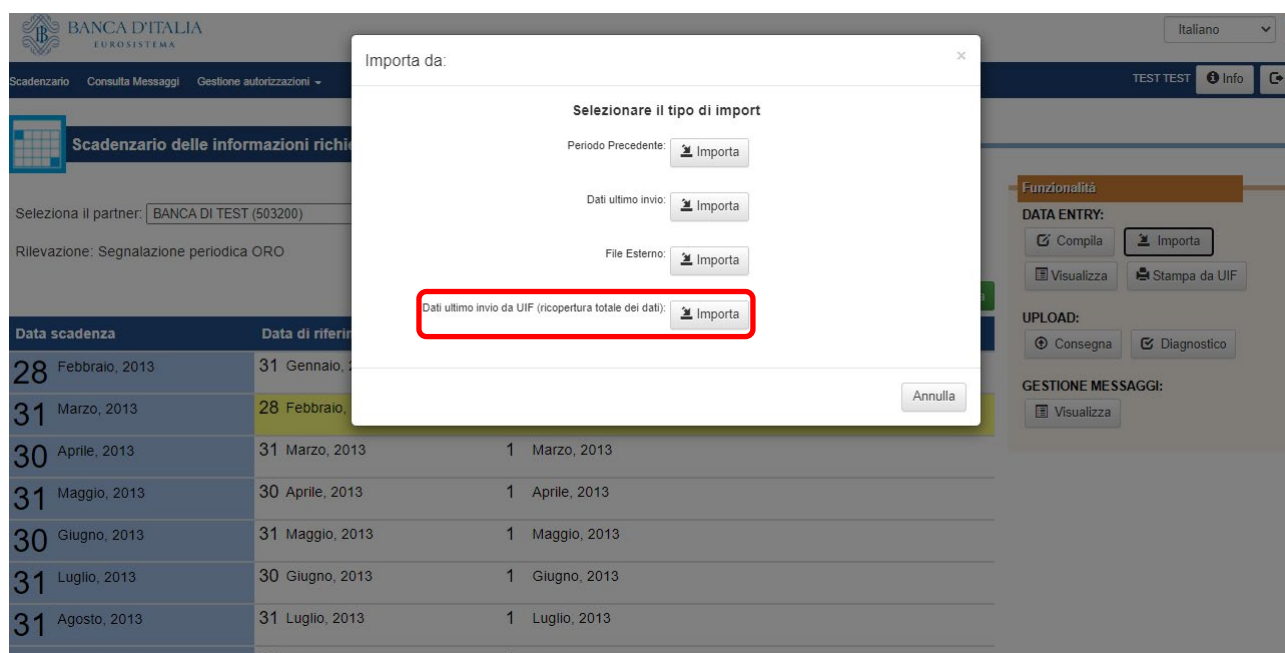 BANCA D'ITALIA
EUROSISTEMA
Italiano
Scadenzario Consulta Messaggi Gestione autorizzazioni
TEST TEST Info
Scadenzario delle informazioni richie
Seleziona il partner: BANCA DI TEST (503200)
Rilevazione: Segnalazione periodica ORO
Importa da:
×
Selezionare il tipo di import
Periodo Precedente: Importa
Dati ultimo invio: Importa
File Esterno: Importa
Dati ultimo invio da UIF (ricopertura totale dei dati): Importa
Annulla
Funzionalitá
DATA ENTRY:
Compila Importa
Visualizza Stampa da UIF
UPLOAD:
Consegna Diagnostico
GESTIONE MESSAGGI:
Visualizza
Data scadenza Data di riferin
28 Febbraio, 2013 31 Gennaio,
31 Marzo, 2013 28 Febbraio,
30 Aprile, 2013 31 Marzo, 2013 1 Marzo, 2013
31 Maggio, 2013 30 Aprile, 2013 1 Aprile, 2013
30 Giugno, 2013 31 Maggio, 2013 1 Maggio, 2013
31 Luglio, 2013 30 Giugno, 2013 1 Giugno, 2013
31 Agosto, 2013 31 Luglio, 2013 1 Luglio, 2013